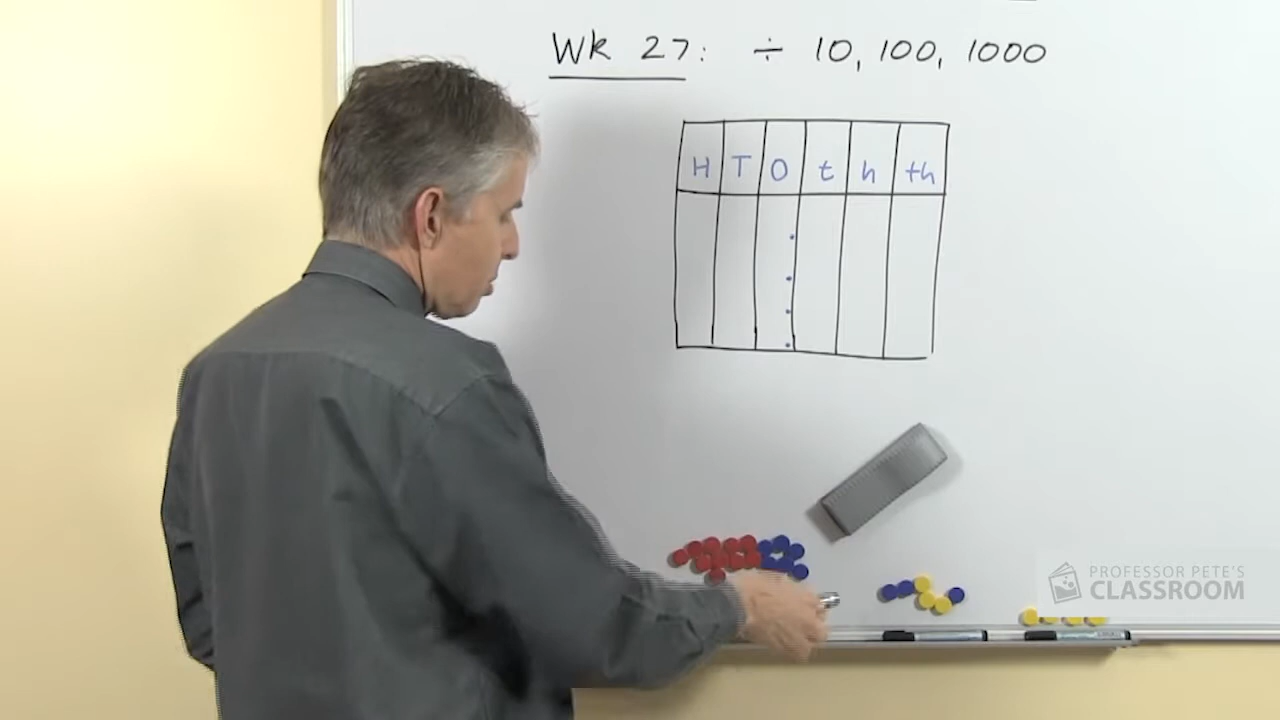 Wk 27: ÷ 10, 100, 1000
H T O t h th
PROFESSOR PETE'S
CLASSROOM